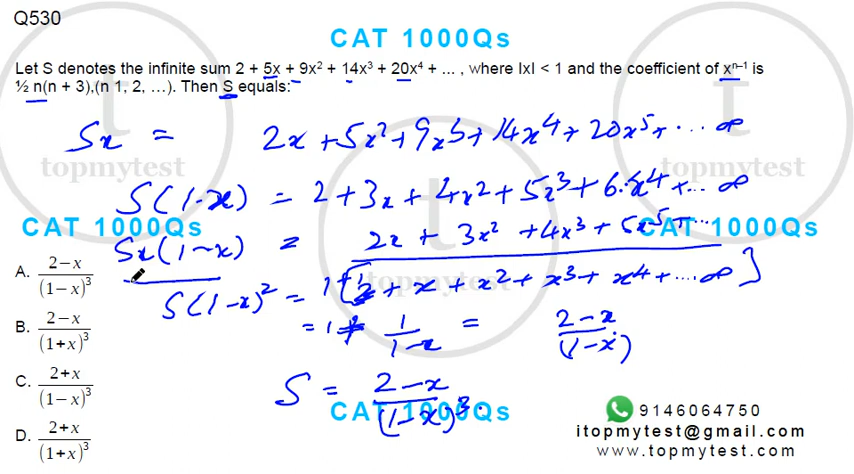 Q530
CAT 1000Qs
Let S denotes the infinite sum 2 + 5x + 9x² + 14x³ + 20x⁴ + ... , where lxl < 1 and the coefficient of xⁿ⁻¹ is
½ n(n + 3),(n 1, 2, …). Then S equals:
Sx = 2x + 5x² + 9x³ + 14x⁴ + 20x⁵ + ... ∞
topmytest
topmytest
S(1-x) = 2 + 3x + 4x² + 5x³ + 6x⁴ + ... ∞
CAT 1000Qs
CAT 1000Qs
Sx(1-x) = 2x + 3x² + 4x³ + 5x⁴
A. (2−x)/(1−x)³
S(1-x)² = 1 + [1 + x + x² + x³ + x⁴ + ... ∞]
B. (2−x)/(1+x)³
= 1 + 1/(1-x) = (2-x)/(1-x)
C. (2+x)/(1−x)³
S = (2-x)/(1-x)³.
CAT 1000Qs
D. (2+x)/(1+x)³
9146064750
itopmytest@gmail.com
www.topmytest.com